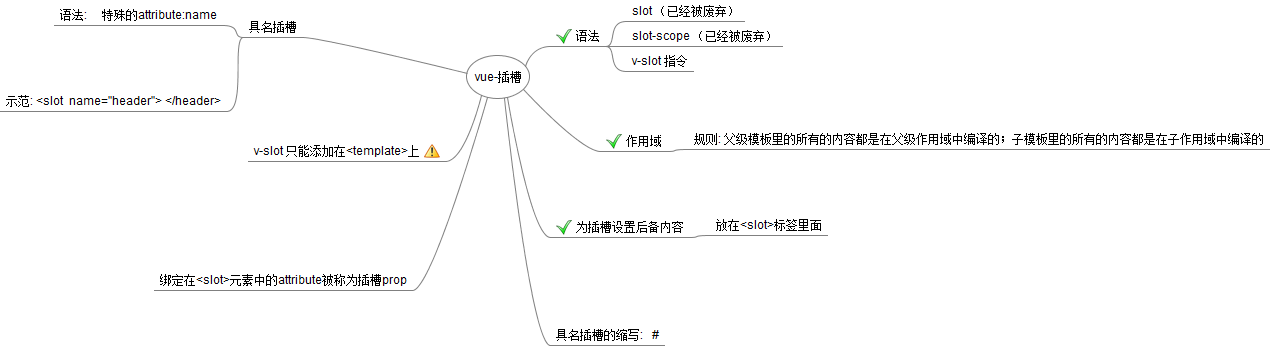 vue-插槽
语法
slot（已经被废弃）
slot-scope（已经被废弃）
v-slot 指令
作用域
规则: 父级模板里的所有的内容都是在父级作用域中编译的；子模板里的所有的内容都是在子作用域中编译的
为插槽设置后备内容
放在<slot>标签里面
具名插槽的缩写: #
具名插槽
语法: 特殊的attribute:name
示范: <slot name="header"> </header>
v-slot 只能添加在<template>上
绑定在<slot>元素中的attribute被称为插槽prop